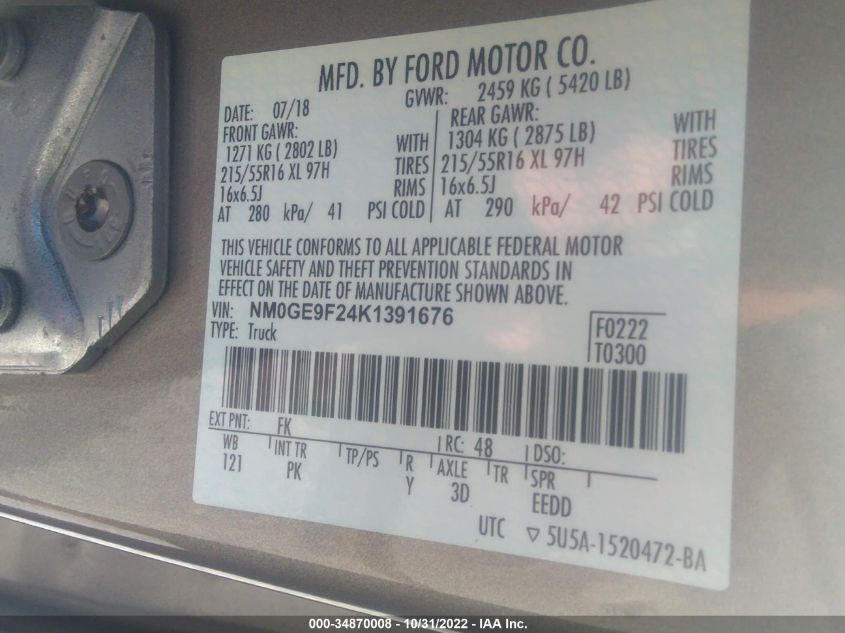 MFD. BY FORD MOTOR CO.
DATE: 07/18 GVWR: 2459 KG ( 5420 LB)
FRONT GAWR: REAR GAWR:
1271 KG ( 2802 LB) WITH 1304 KG ( 2875 LB) WITH
215/55R16 XL 97H TIRES 215/55R16 XL 97H TIRES
16x6.5J RIMS 16x6.5J RIMS
AT 280 kPa/ 41 PSI COLD AT 290 kPa/ 42 PSI COLD
THIS VEHICLE CONFORMS TO ALL APPLICABLE FEDERAL MOTOR
VEHICLE SAFETY AND THEFT PREVENTION STANDARDS IN
EFFECT ON THE DATE OF MANUFACTURE SHOWN ABOVE.
VIN: NM0GE9F24K1391676
TYPE: Truck
F0222
T0300
EXT PNT: FK RC: 48 DSO:
WB INT TR TP/PS R AXLE TR SPR
121 PK Y 3D EEDD
UTC ▽ 5U5A-1520472-BA
000-34870008 - 10/31/2022 - IAA Inc.